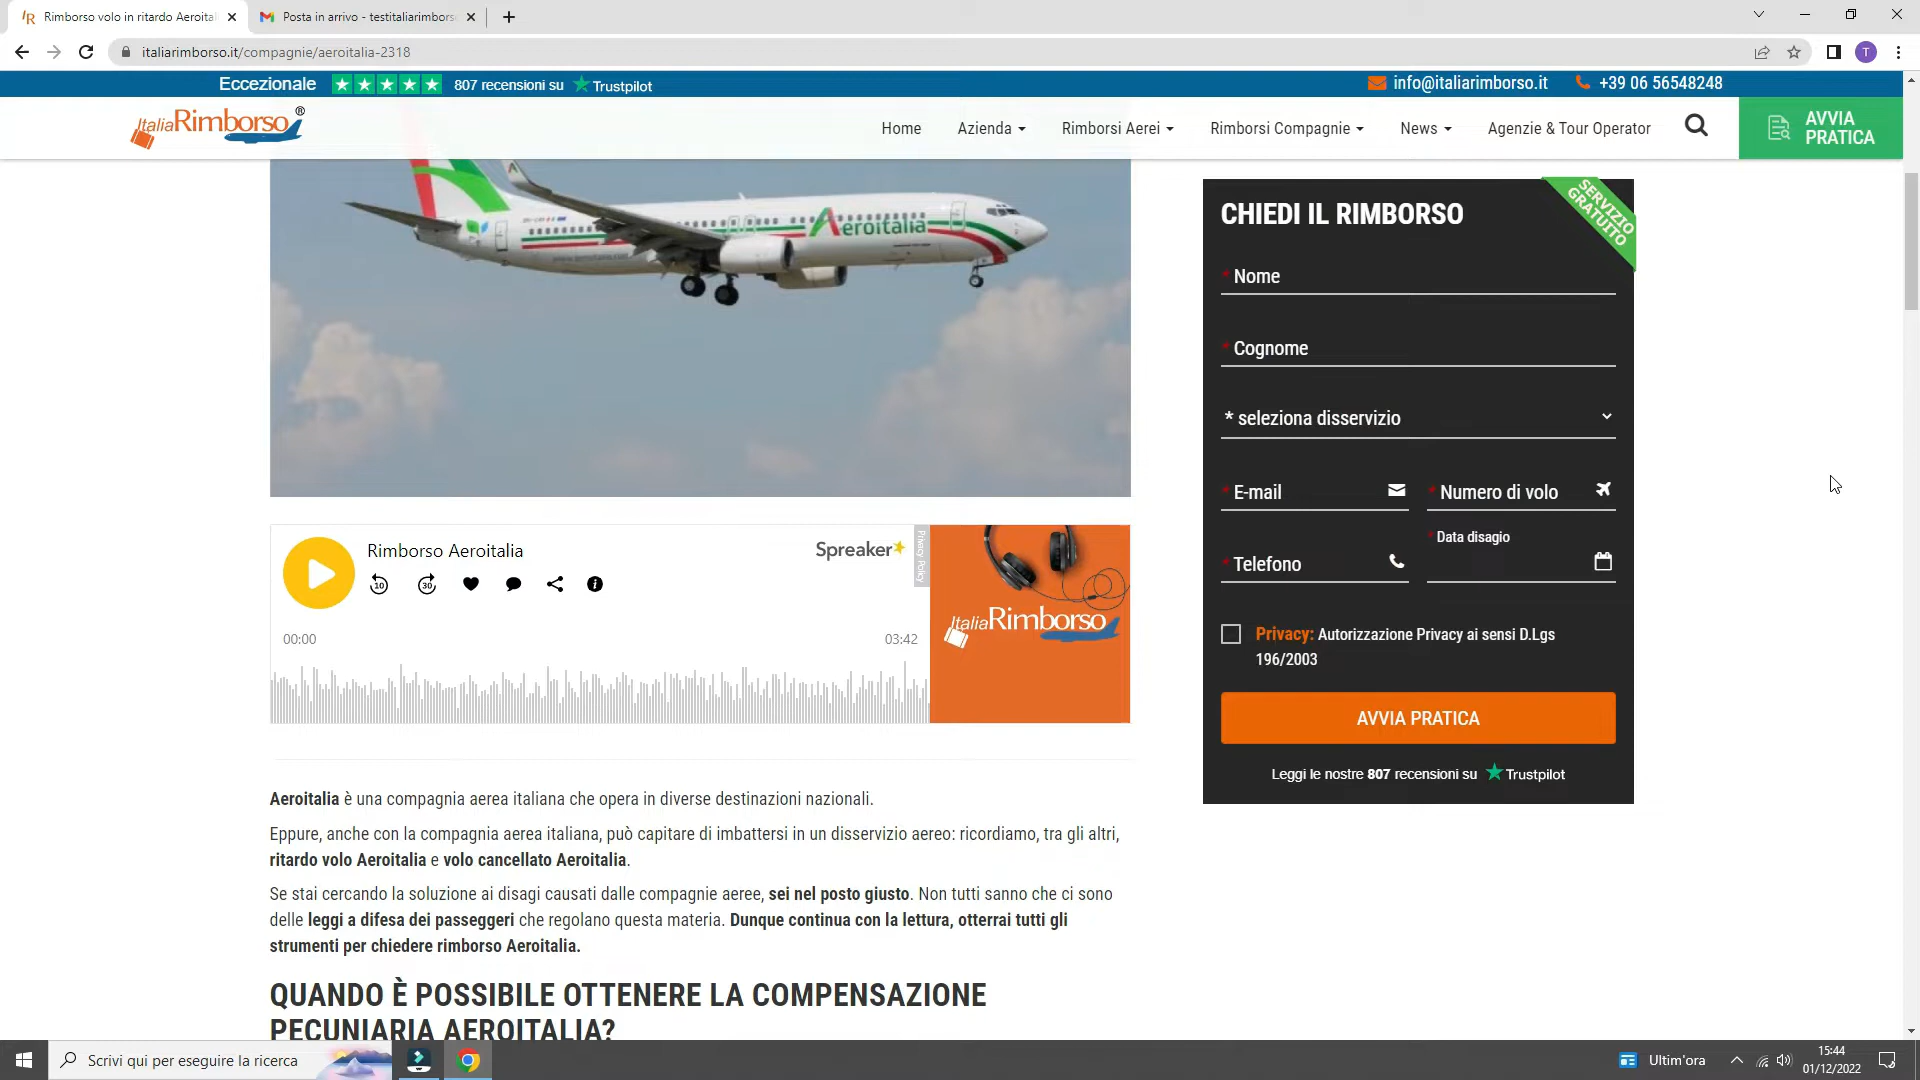 Rimborso volo in ritardo Aeroital
Posta in arrivo - testitaliarimborso
italiarimborso.it/compagnie/aeroitalia-2318
T
Eccezionale
807 recensioni su
Trustpilot
info@italiarimborso.it
+39 06 56548248
ItaliaRimborso®
Home
Azienda
Rimborsi Aerei
Rimborsi Compagnie
News
Agenzie & Tour Operator
AVVIA
PRATICA
Aeroitalia
CHIEDI IL RIMBORSO
SERVIZIO
GRATUITO
* Nome
* Cognome
* seleziona disservizio
* E-mail
* Numero di volo
* Telefono
* Data disagio
Privacy: Autorizzazione Privacy ai sensi D.Lgs
196/2003
AVVIA PRATICA
Leggi le nostre 807 recensioni su Trustpilot
Rimborso Aeroitalia
Spreaker
Privacy Policy
10
30
00:00
03:42
ItaliaRimborso
Aeroitalia è una compagnia aerea italiana che opera in diverse destinazioni nazionali.
Eppure, anche con la compagnia aerea italiana, può capitare di imbattersi in un disservizio aereo: ricordiamo, tra gli altri,
ritardo volo Aeroitalia e volo cancellato Aeroitalia.
Se stai cercando la soluzione ai disagi causati dalle compagnie aeree, sei nel posto giusto. Non tutti sanno che ci sono
delle leggi a difesa dei passeggeri che regolano questa materia. Dunque continua con la lettura, otterrai tutti gli
strumenti per chiedere rimborso Aeroitalia.
QUANDO È POSSIBILE OTTENERE LA COMPENSAZIONE
PECUNIARIA AEROITALIA?
Scrivi qui per eseguire la ricerca
Ultim'ora
15:44
01/12/2022